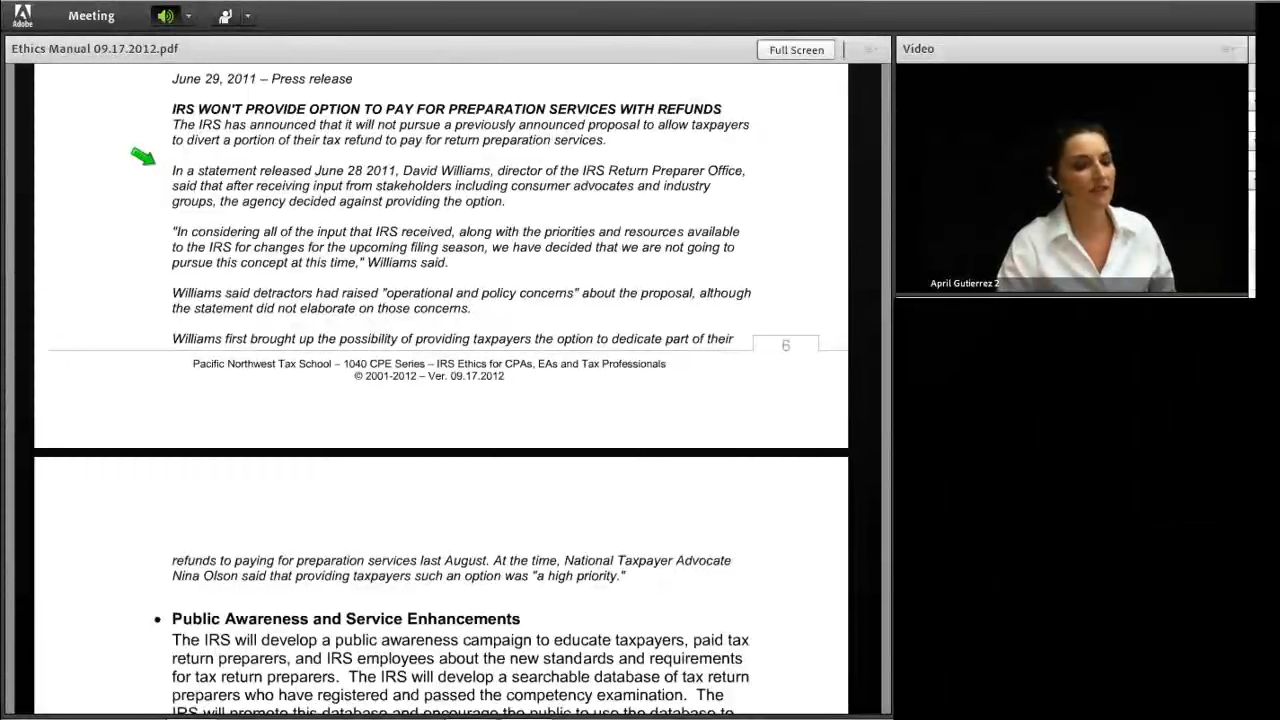 Adobe
Meeting
Ethics Manual 09.17.2012.pdf
Full Screen
Video
June 29, 2011 – Press release
IRS WON'T PROVIDE OPTION TO PAY FOR PREPARATION SERVICES WITH REFUNDS
The IRS has announced that it will not pursue a previously announced proposal to allow taxpayers
to divert a portion of their tax refund to pay for return preparation services.
In a statement released June 28 2011, David Williams, director of the IRS Return Preparer Office,
said that after receiving input from stakeholders including consumer advocates and industry
groups, the agency decided against providing the option.
"In considering all of the input that IRS received, along with the priorities and resources available
to the IRS for changes for the upcoming filing season, we have decided that we are not going to
pursue this concept at this time," Williams said.
Williams said detractors had raised "operational and policy concerns" about the proposal, although
the statement did not elaborate on those concerns.
Williams first brought up the possibility of providing taxpayers the option to dedicate part of their
6
Pacific Northwest Tax School – 1040 CPE Series – IRS Ethics for CPAs, EAs and Tax Professionals
© 2001-2012 – Ver. 09.17.2012
refunds to paying for preparation services last August. At the time, National Taxpayer Advocate
Nina Olson said that providing taxpayers such an option was "a high priority."
• Public Awareness and Service Enhancements
The IRS will develop a public awareness campaign to educate taxpayers, paid tax
return preparers, and IRS employees about the new standards and requirements
for tax return preparers.  The IRS will develop a searchable database of tax return
preparers who have registered and passed the competency examination.  The
IRS will promote this database and encourage the public to use the database to
April Gutierrez 2